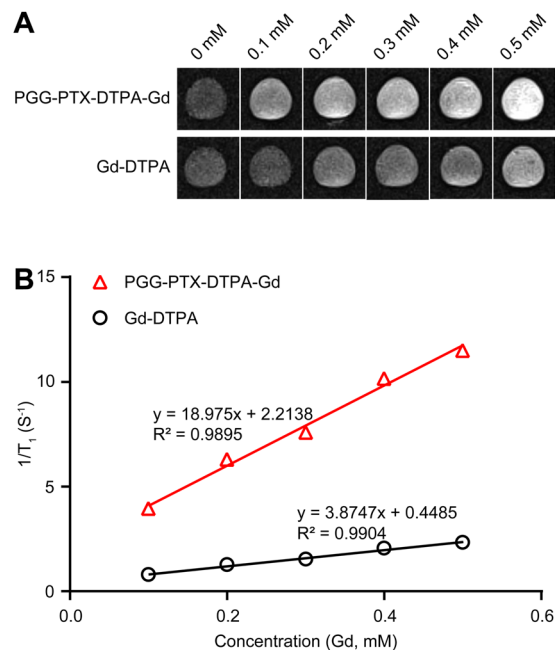 A
0 mM 0.1 mM 0.2 mM 0.3 mM 0.4 mM 0.5 mM
PGG-PTX-DTPA-Gd
Gd-DTPA
B
15
PGG-PTX-DTPA-Gd
Gd-DTPA
10
y = 18.975x + 2.2138
R² = 0.9895
1/T₁ (S⁻¹)
5
y = 3.8747x + 0.4485
R² = 0.9904
0
0.0 0.2 0.4 0.6
Concentration (Gd, mM)